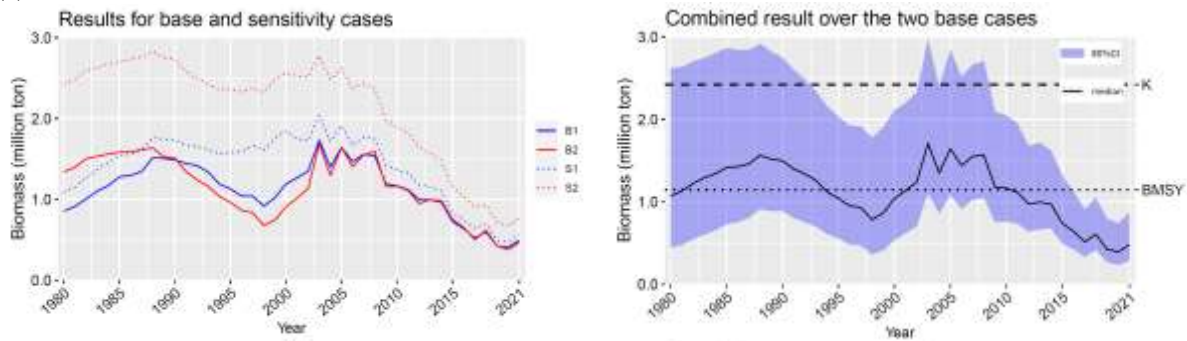 Results for base and sensitivity cases
Biomass (million ton)
3.0
2.0
1.0
0.0
1980
1985
1990
1995
2000
2005
2010
2015
2021
Year
B1
B2
S1
S2
Combined result over the two base cases
Biomass (million ton)
3.0
2.0
1.0
0.0
1980
1985
1990
1995
2000
2005
2010
2015
2021
Year
median
K
BMSY